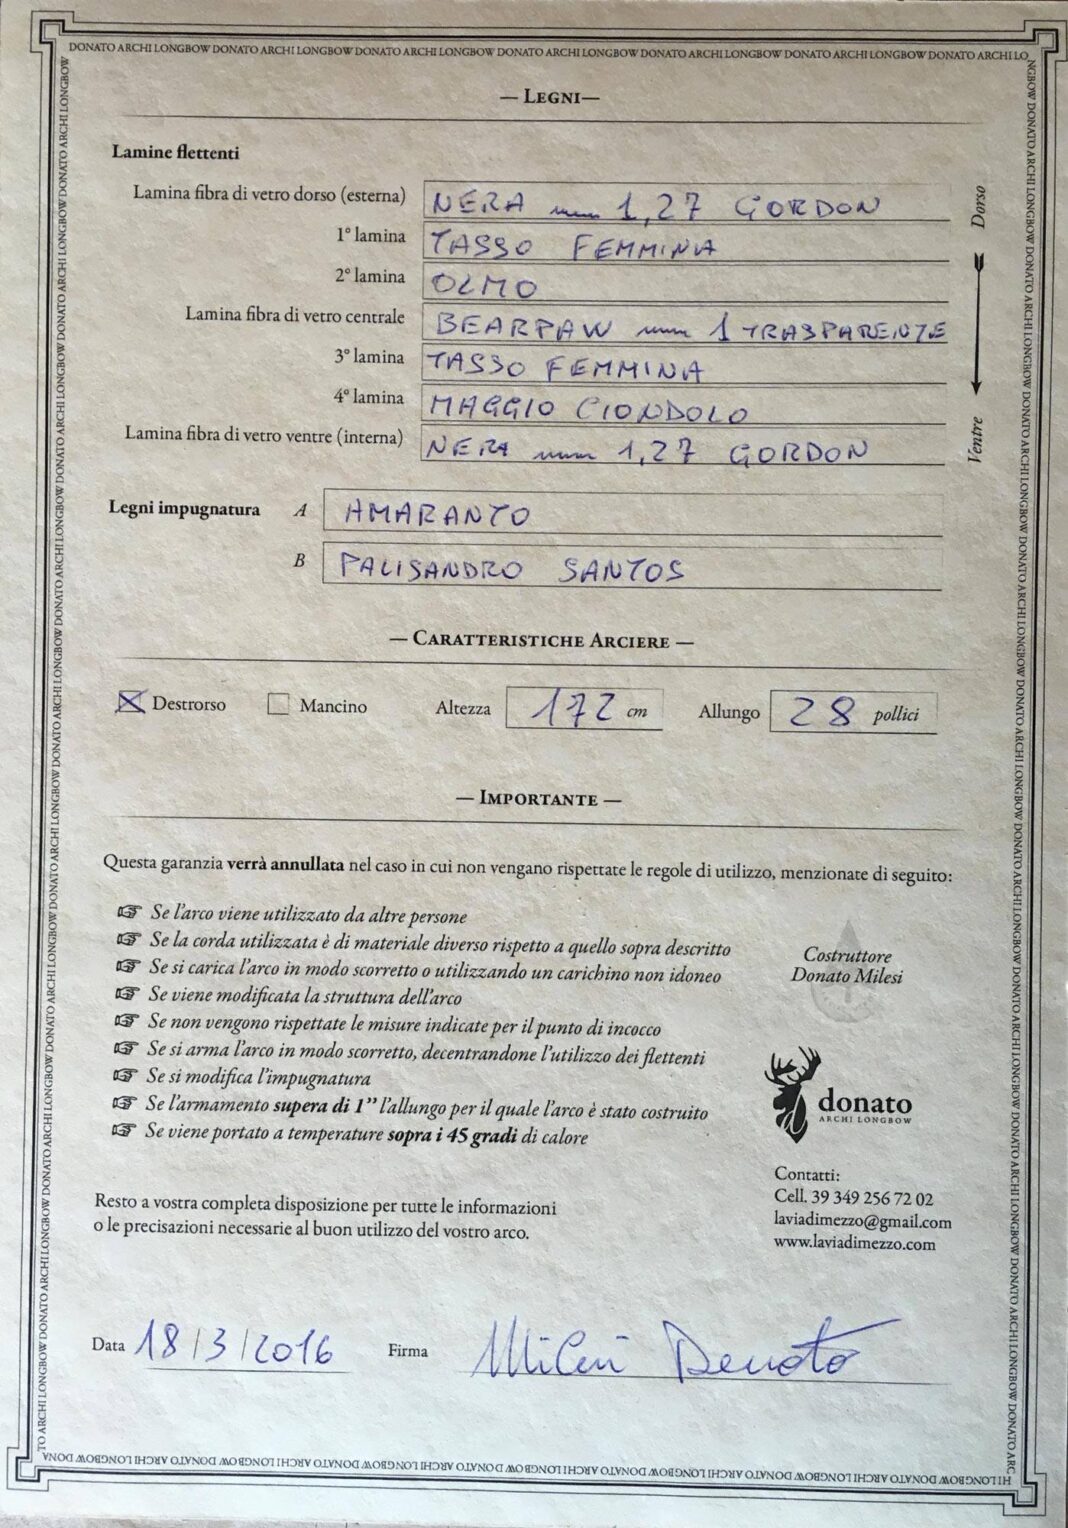 DONATO ARCHI LONGBOW DONATO ARCHI LONGBOW DONATO ARCHI LONGBOW DONATO ARCHI LONGBOW DONATO ARCHI LONGBOW DONATO ARCHI LONGBOW DONATO ARCHI LO
— LEGNI—
Lamine flettenti
Lamina fibra di vetro dorso (esterna) NERA mm 1,27 GORDON
1° lamina TASSO FEMMINA
2° lamina OLMO
Lamina fibra di vetro centrale BEARPAW mm 1 TRASPARENTE
3° lamina TASSO FEMMINA
4° lamina MAGGIO CIONDOLO
Lamina fibra di vetro ventre (interna) NERA mm 1,27 GORDON
Dorso
Ventre
Legni impugnatura A AMARANTO
B PALISANDRO SANTOS
— CARATTERISTICHE ARCIERE —
Destrorso Mancino Altezza 172 cm Allungo 28 pollici
— IMPORTANTE —
Questa garanzia verrà annullata nel caso in cui non vengano rispettate le regole di utilizzo, menzionate di seguito:
Se l'arco viene utilizzato da altre persone
Se la corda utilizzata è di materiale diverso rispetto a quello sopra descritto
Se si carica l'arco in modo scorretto o utilizzando un carichino non idoneo
Se viene modificata la struttura dell'arco
Se non vengono rispettate le misure indicate per il punto di incocco
Se si arma l'arco in modo scorretto, decentrandone l'utilizzo dei flettenti
Se si modifica l'impugnatura
Se l'armamento supera di 1” l'allungo per il quale l'arco è stato costruito
Se viene portato a temperature sopra i 45 gradi di calore
Costruttore
Donato Milesi
donato
ARCHI LONGBOW
Resto a vostra completa disposizione per tutte le informazioni
o le precisazioni necessarie al buon utilizzo del vostro arco.
Contatti:
Cell. 39 349 256 72 02
laviadimezzo@gmail.com
www.laviadimezzo.com
Data 18/3/2016 Firma Milesi Donato